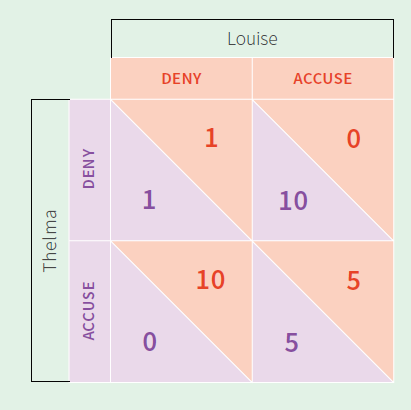 Louise
DENY ACCUSE
Thelma
DENY
1
1
0
10
ACCUSE
10
0
5
5